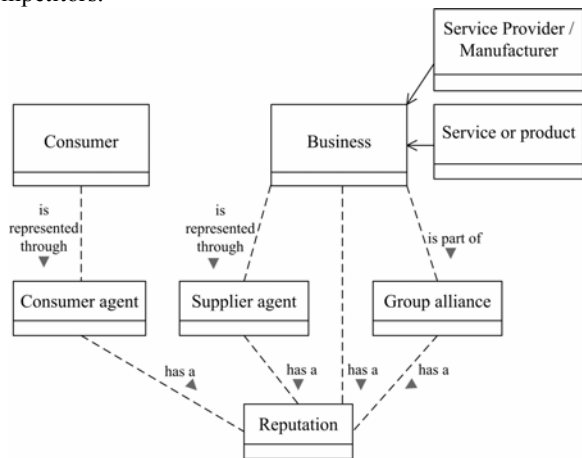 mpetitors.
Service Provider /
Manufacturer
Consumer
Business
Service or product
is
represented
through
is
represented
through
is part of
Consumer agent
Supplier agent
Group alliance
has a
has a
has a
has a
Reputation